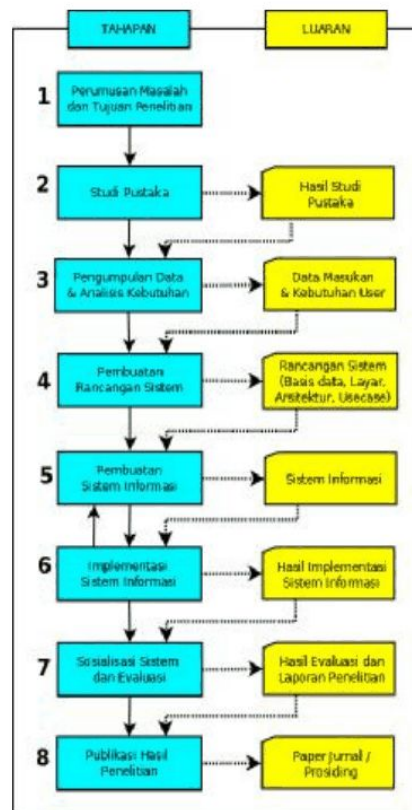 TAHAPAN
LUARAN
1
Perumusan Masalah
dan Tujuan Penelitian
2
Studi Pustaka
Hasil Studi
Pustaka
3
Pengumpulan Data
& Analisis Kebutuhan
Data Masukan
& Kebutuhan User
4
Pembuatan
Rancangan Sistem
Rancangan Sistem
(Basis data, Layar,
Arsitektur, Usecase)
5
Pembuatan
Sistem Informasi
Sistem Informasi
6
Implementasi
Sistem Informasi
Hasil Implementasi
Sistem Informasi
7
Sosialisasi Sistem
dan Evaluasi
Hasil Evaluasi dan
Laporan Penelitian
8
Publikasi Hasil
Penelitian
Paper Jurnal /
Prosiding